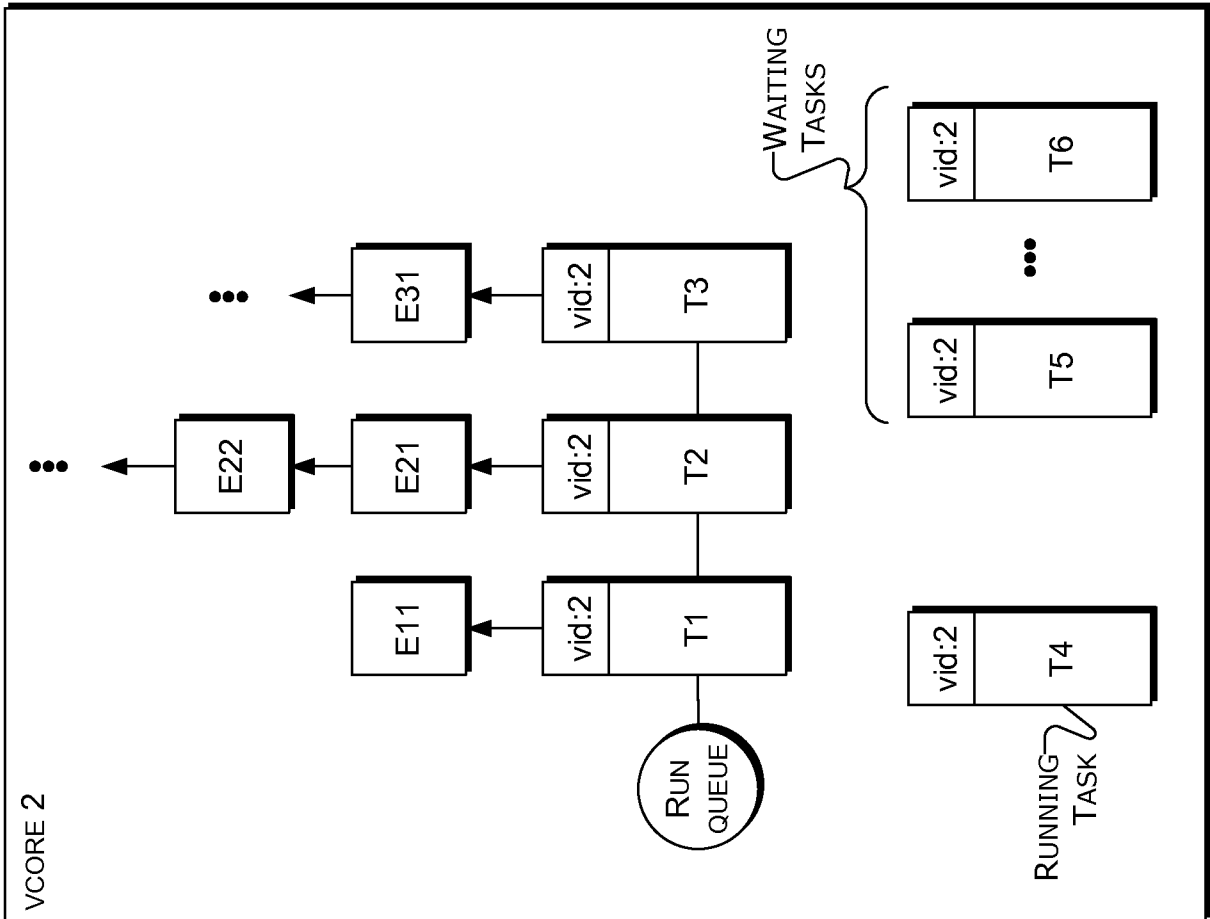 VCORE 2
E22
E11
E21
E31
vid:2
vid:2
vid:2
RUN
QUEUE
T1
T2
T3
WAITING
TASKS
vid:2
vid:2
vid:2
RUNNING
TASK
T4
T5
T6